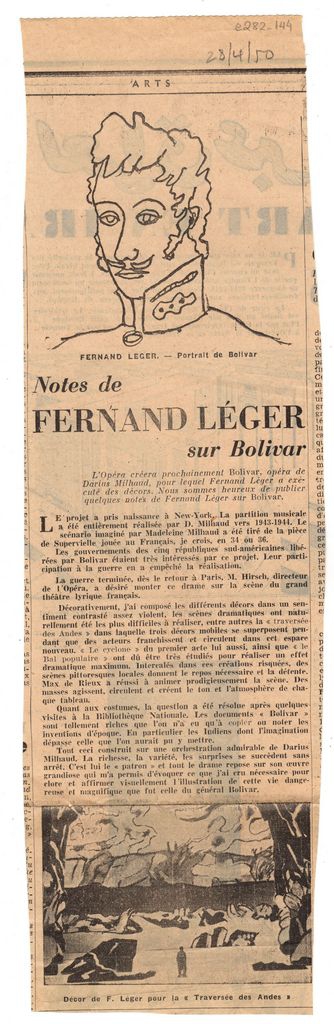 e282-144
28/4/50
ARTS
FERNAND LEGER. — Portrait de Bolivar
Notes de
FERNAND LÉGER
sur Bolivar
L'Opéra créera prochainement Bolivar, opéra de
Darius Milhaud, pour lequel Fernand Léger a exé-
cuté des décors. Nous sommes heureux de publier
quelques notes de Fernand Léger sur Bolivar.
LE projet a pris naissance à New-York. La partition musicale
a été entièrement réalisée par D. Milhaud vers 1943-1944. Le
scénario imaginé par Madeleine Milhaud a été tiré de la pièce
de Supervielle jouée au Français, je crois, en 34 ou 36.
Les gouvernements des cinq républiques sud-américaines libé-
rées par Bolivar étaient très intéressés par ce projet. Leur parti-
cipation à la guerre en a empêché la réalisation.
La guerre terminée, dès le retour à Paris, M. Hirsch, directeur
de l'Opéra, a désiré monter ce drame sur la scène du grand
théâtre lyrique français.
Décorativement, j'ai composé les différents décors dans un sen-
timent contrasté assez violent, les scènes dramatiques ont natu-
rellement été les plus difficiles à réaliser, entre autres la « traversée
des Andes » dans laquelle trois décors mobiles se superposent pen-
dant que des acteurs franchissent et circulent dans cet espace
nouveau. « Le cyclone » du premier acte lui aussi, ainsi que « le
Bal populaire » ont dû être très étudiés pour réaliser un effet
dramatique maximum. Intercalés dans ces créations risquées, des
scènes pittoresques locales donnent le repos nécessaire et la détente.
Max de Rieux a réussi à animer prodigieusement la scène. Des
masses agissent, circulent et créent le ton et l'atmosphère de cha-
que tableau.
Quant aux costumes, la question a été résolue après quelques
visites à la Bibliothèque Nationale. Les documents « Bolivar »
sont tellement riches que l'on n'a eu qu'à copier ou noter les
inventions d'époque. En particulier les Indiens dont l'imagination
dépasse celle que l'on aurait pu y mettre.
Tout ceci construit sur une orchestration admirable de Darius
Milhaud. La richesse, la variété, les surprises se succèdent sans
arrêt. C'est lui le « patron » et tout le drame repose sur son œuvre
grandiose qui m'a permis d'évoquer ce que j'ai cru nécessaire pour
clore et affirmer visuellement l'illustration de cette vie dange-
reuse et magnifique que fut celle du général Bolivar.
Décor de F. Léger pour la « Traversée des Andes »